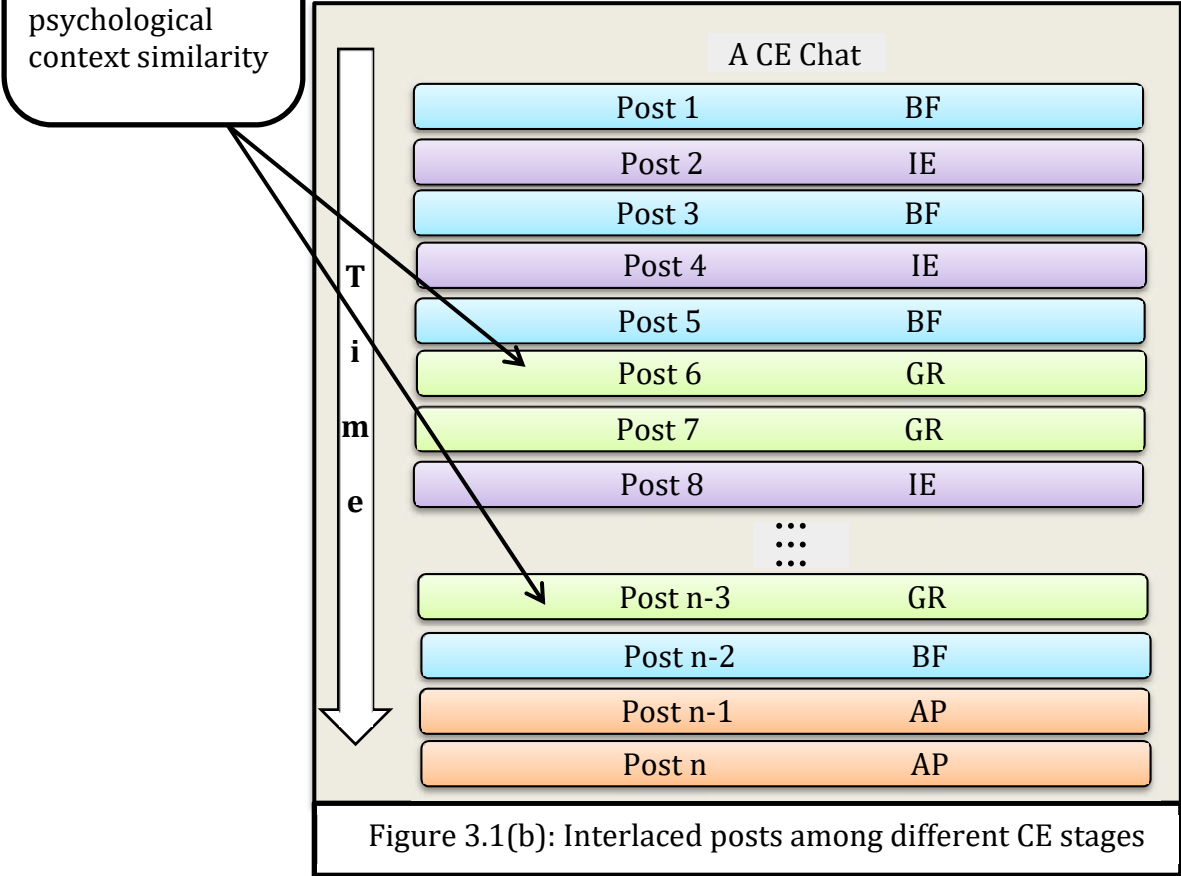 psychological
context similarity
A CE Chat
Post 1 BF
Post 2 IE
Post 3 BF
Post 4 IE
Post 5 BF
Post 6 GR
Post 7 GR
Post 8 IE
...
...
...
Post n-3 GR
Post n-2 BF
Post n-1 AP
Post n AP
T
i
m
e
Figure 3.1(b): Interlaced posts among different CE stages